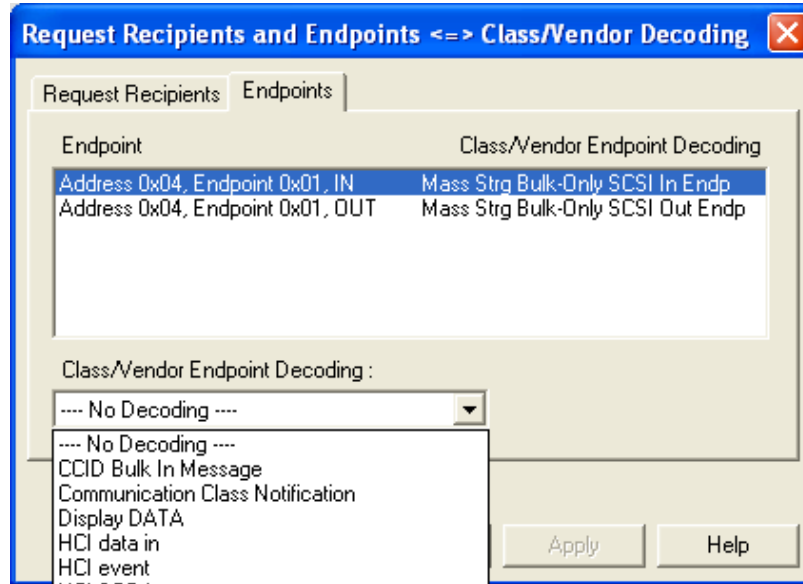 Request Recipients and Endpoints <=> Class/Vendor Decoding
Request Recipients Endpoints
Endpoint Class/Vendor Endpoint Decoding
Address 0x04, Endpoint 0x01, IN Mass Strg Bulk-Only SCSI In Endp
Address 0x04, Endpoint 0x01, OUT Mass Strg Bulk-Only SCSI Out Endp
Class/Vendor Endpoint Decoding :
---- No Decoding ----
---- No Decoding ----
CCID Bulk In Message
Communication Class Notification
Display DATA
HCI data in
HCI event
Apply Help